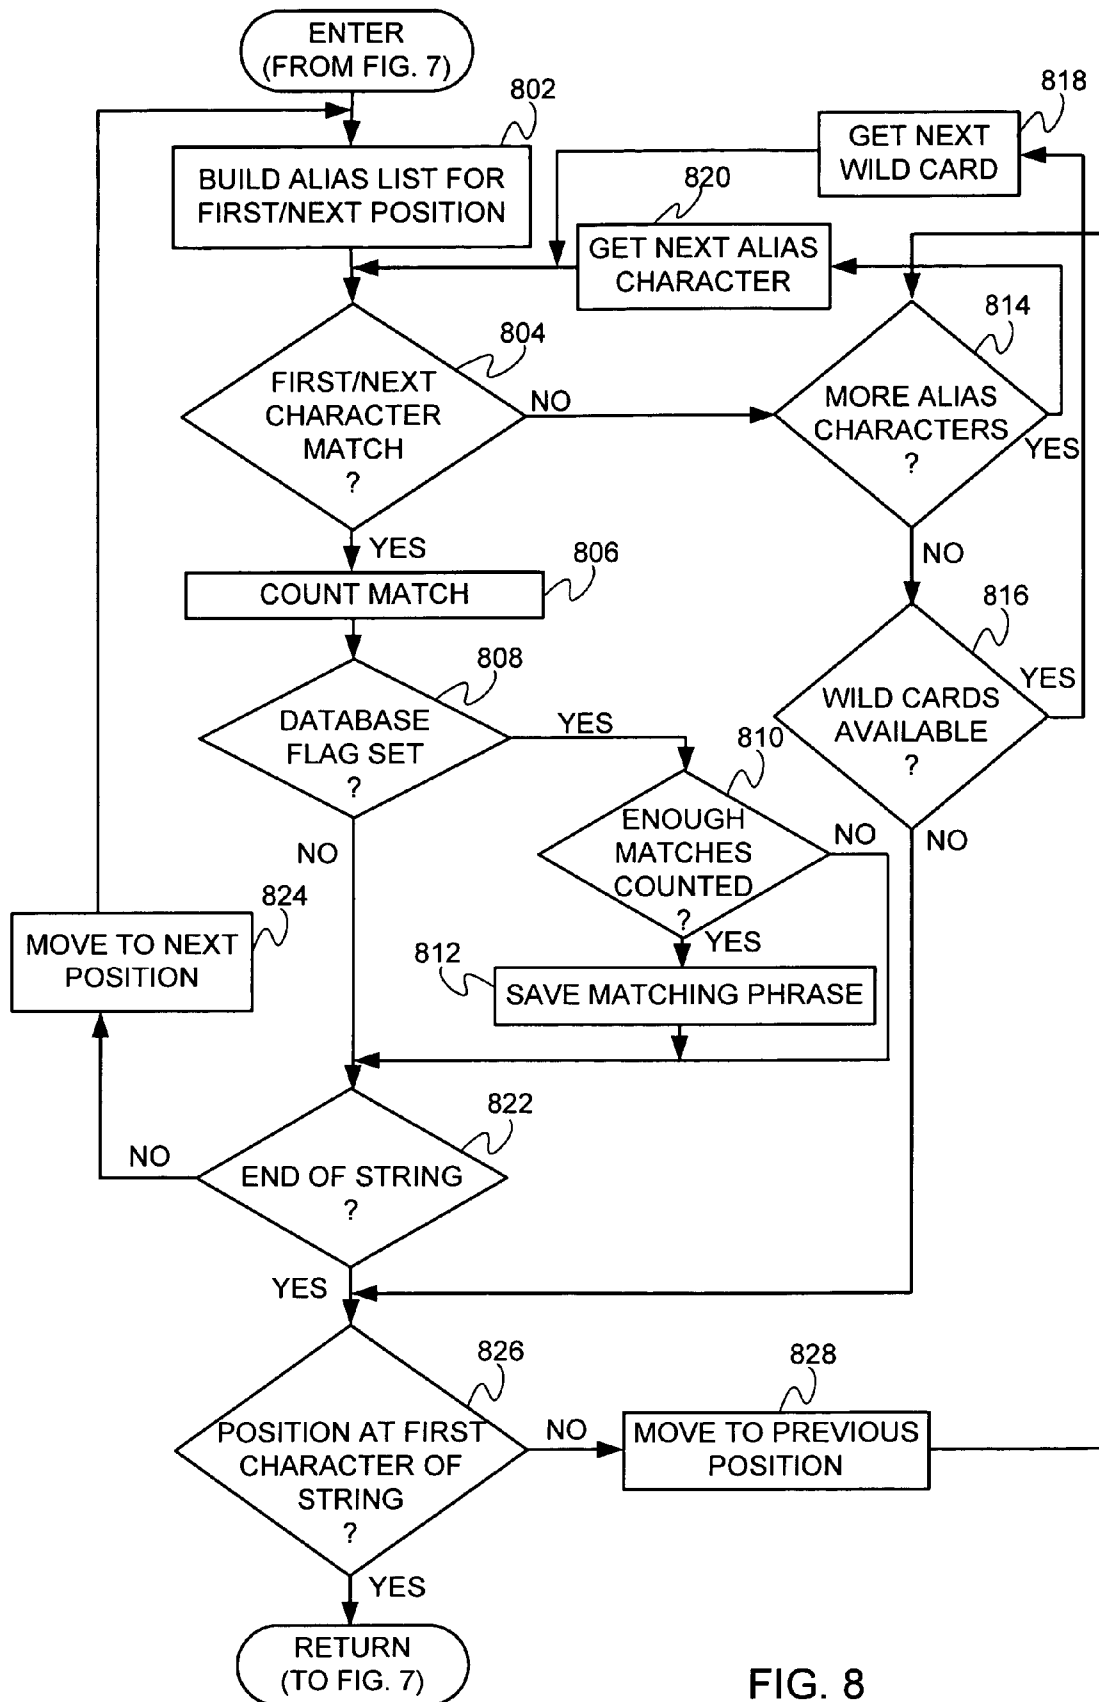 ENTER
(FROM FIG. 7)
802
BUILD ALIAS LIST FOR
FIRST/NEXT POSITION
818
GET NEXT
WILD CARD
820
GET NEXT ALIAS
CHARACTER
804
FIRST/NEXT
CHARACTER
MATCH
?
NO
814
MORE ALIAS
CHARACTERS
?
YES
YES
806
COUNT MATCH
NO
816
WILD CARDS
AVAILABLE
?
YES
NO
808
DATABASE
FLAG SET
?
YES
NO
810
ENOUGH
MATCHES
COUNTED
?
NO
YES
812
SAVE MATCHING PHRASE
824
MOVE TO NEXT
POSITION
822
END OF STRING
?
NO
YES
826
POSITION AT FIRST
CHARACTER OF
STRING
?
NO
828
MOVE TO PREVIOUS
POSITION
YES
RETURN
(TO FIG. 7)
FIG. 8